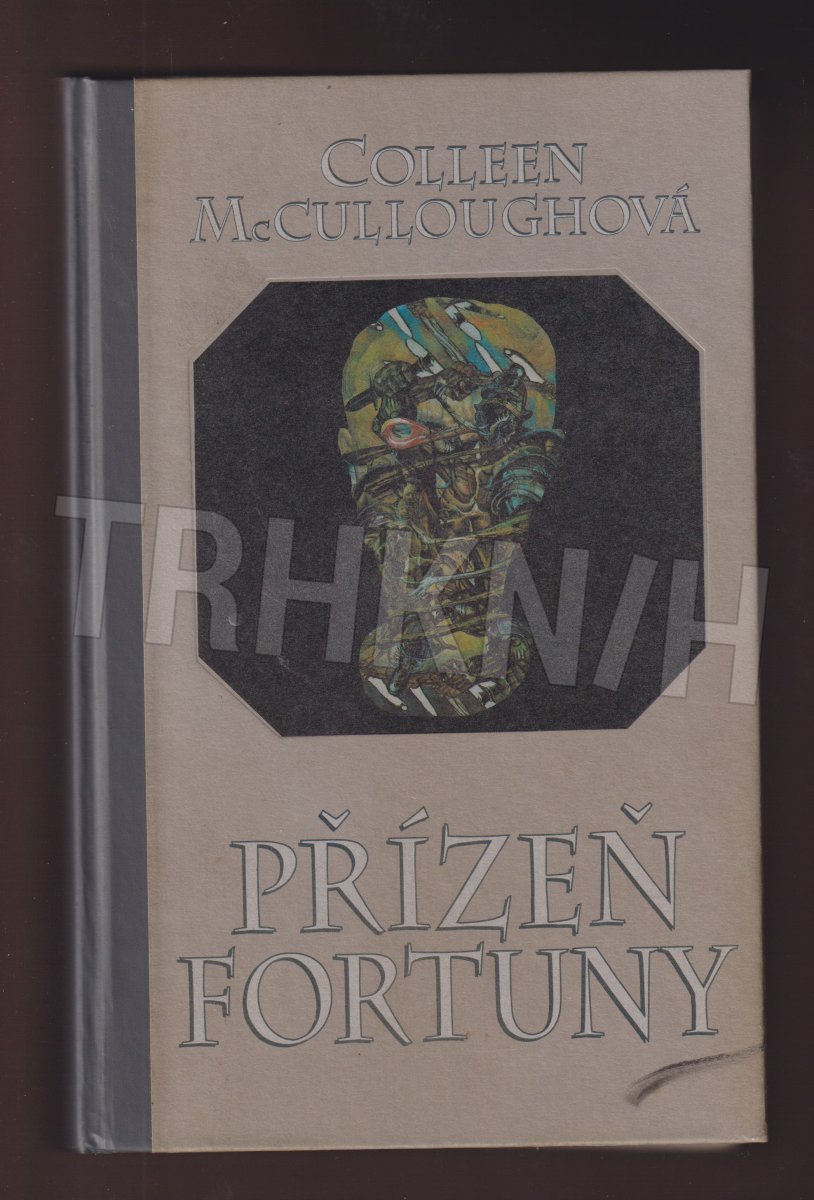 COLLEEN
McCULLOUGHOVÁ
TRHKNIH
PŘÍZEŇ
FORTUNY